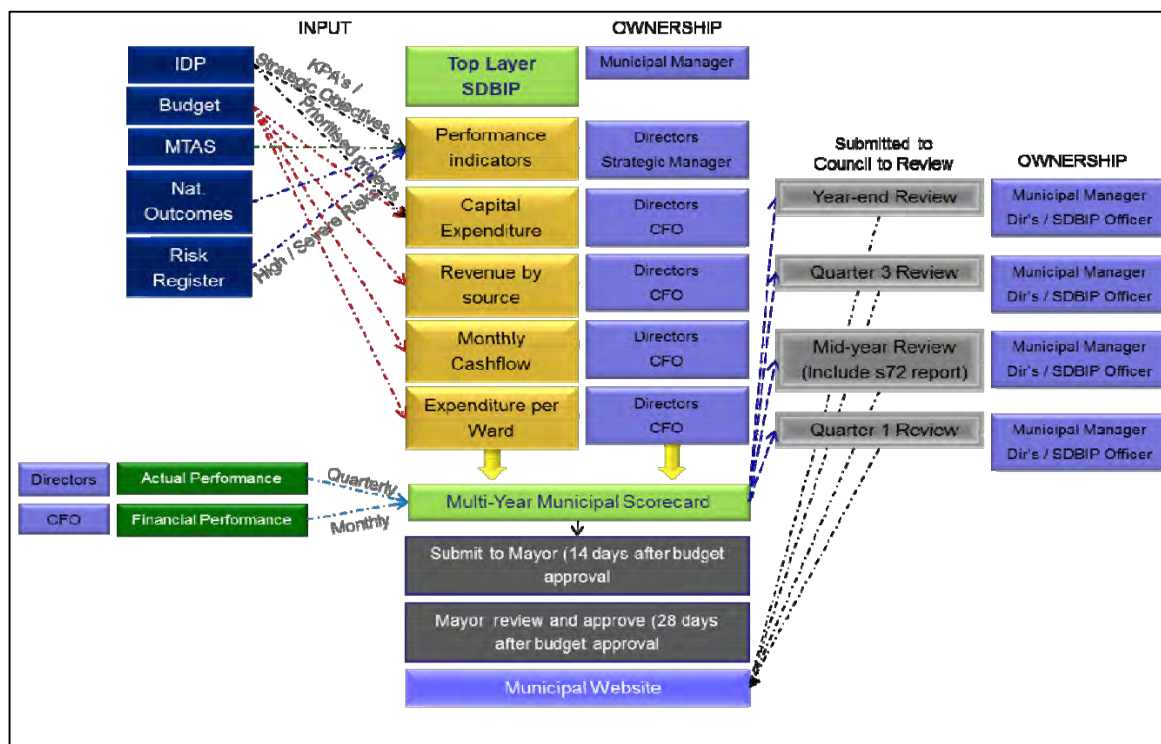 INPUT
OWNERSHIP
IDP
Budget
MTAS
Nat.
Outcomes
Risk
Register
KPA's /
Strategic Objectives
Prioritised projects
High / Severe Risks
Top Layer
SDBIP
Municipal Manager
Performance
indicators
Directors
Strategic Manager
Capital
Expenditure
Directors
CFO
Revenue by
source
Directors
CFO
Monthly
Cashflow
Directors
CFO
Expenditure per
Ward
Directors
CFO
Submitted to
Council to Review
OWNERSHIP
Year-end Review
Municipal Manager
Dir's / SDBIP Officer
Quarter 3 Review
Municipal Manager
Dir's / SDBIP Officer
Mid-year Review
(Include s72 report)
Municipal Manager
Dir's / SDBIP Officer
Quarter 1 Review
Municipal Manager
Dir's / SDBIP Officer
Directors
Actual Performance
Quarterly
CFO
Financial Performance
Monthly
Multi-Year Municipal Scorecard
Submit to Mayor (14 days after budget
approval
Mayor review and approve (28 days
after budget approval
Municipal Website